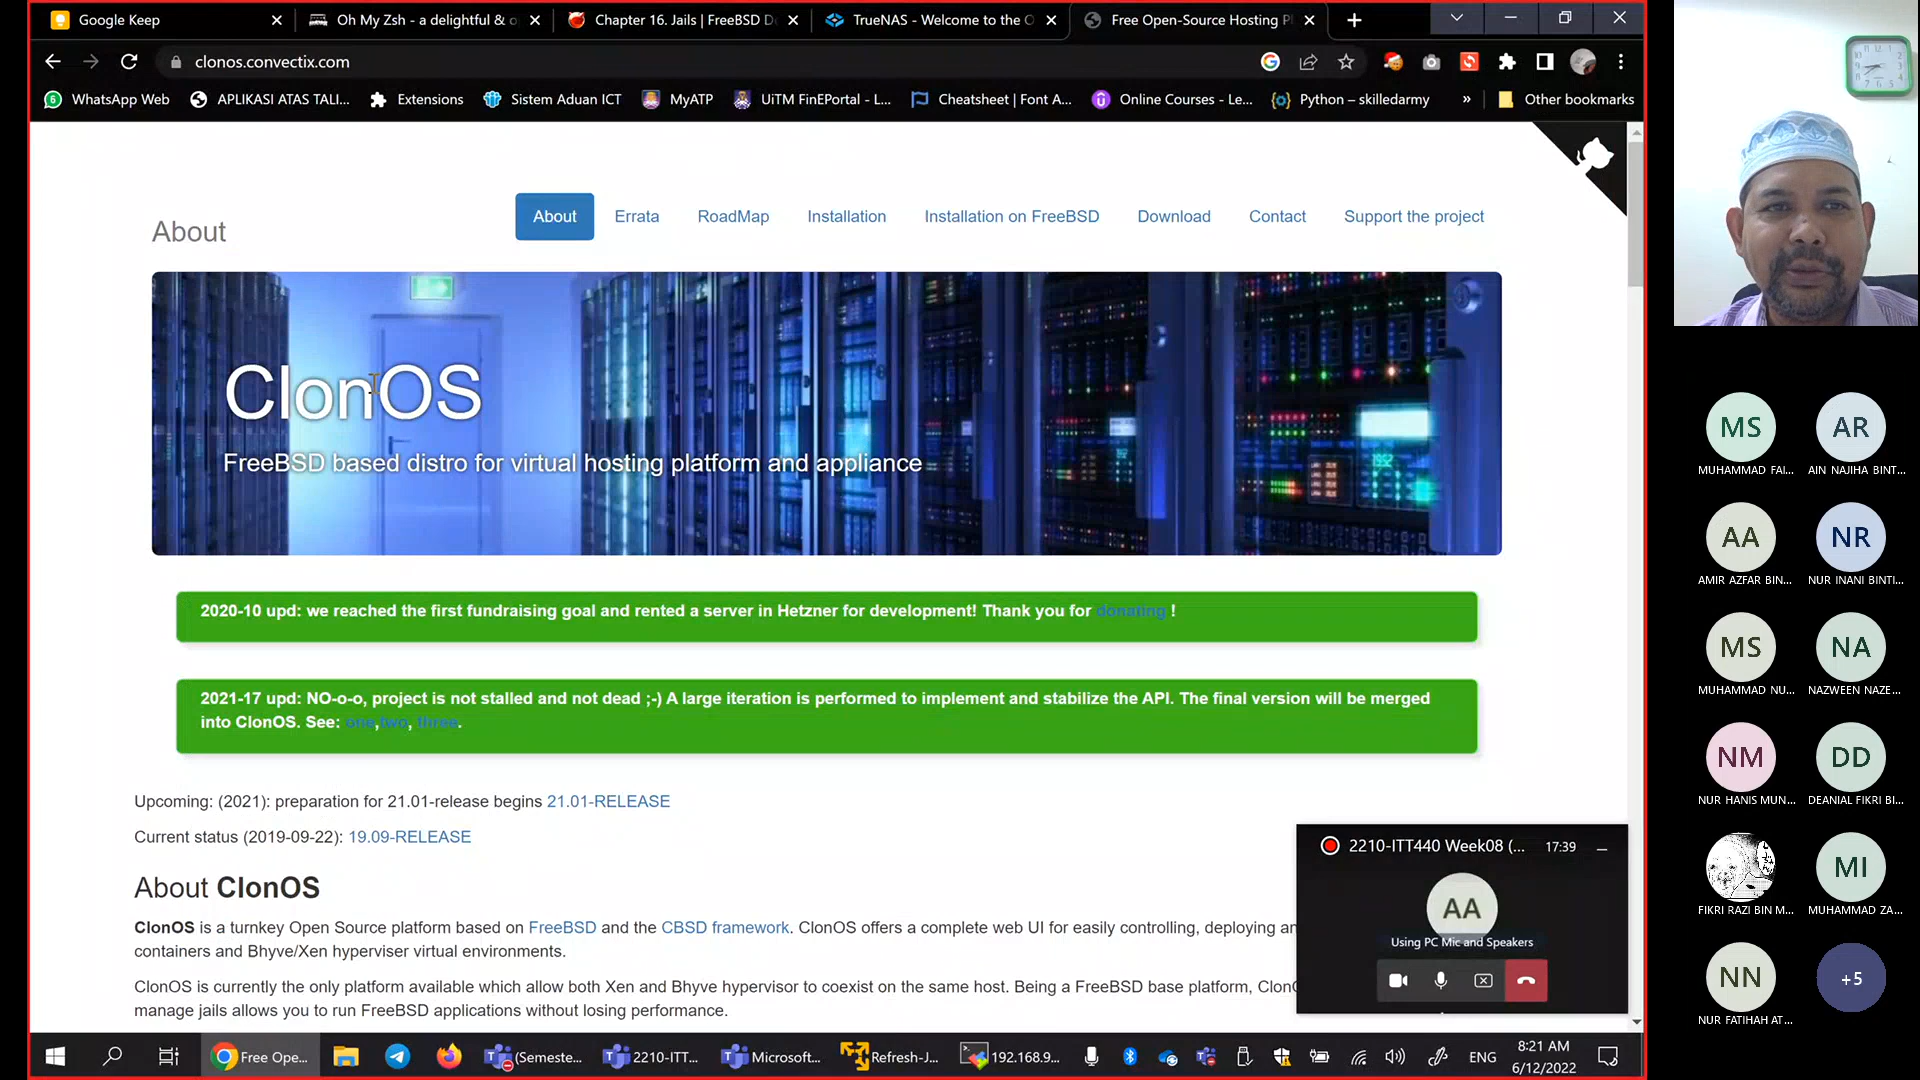 Google Keep
Oh My Zsh - a delightful & o
Chapter 16. Jails | FreeBSD D
TrueNAS - Welcome to the O
Free Open-Source Hosting Pl
clonos.convectix.com
WhatsApp Web
APLIKASI ATAS TALI...
Extensions
Sistem Aduan ICT
MyATP
UiTM FinEPortal - L...
Cheatsheet | Font A...
Online Courses - Le...
Python – skilledarmy
»
Other bookmarks
About
About
Errata
RoadMap
Installation
Installation on FreeBSD
Download
Contact
Support the project
ClonOS
FreeBSD based distro for virtual hosting platform and appliance
2020-10 upd: we reached the first fundraising goal and rented a server in Hetzner for development! Thank you for donating !
2021-17 upd: NO-o-o, project is not stalled and not dead ;-) A large iteration is performed to implement and stabilize the API. The final version will be merged
into ClonOS. See: one,two, three.
Upcoming: (2021): preparation for 21.01-release begins 21.01-RELEASE
Current status (2019-09-22): 19.09-RELEASE
About ClonOS
ClonOS is a turnkey Open Source platform based on FreeBSD and the CBSD framework. ClonOS offers a complete web UI for easily controlling, deploying an
containers and Bhyve/Xen hyperviser virtual environments.
ClonOS is currently the only platform available which allow both Xen and Bhyve hypervisor to coexist on the same host. Being a FreeBSD base platform, Clon
manage jails allows you to run FreeBSD applications without losing performance.
2210-ITT440 Week08 (...
17:39
AA
Using PC Mic and Speakers
MS
MUHAMMAD FAI...
AR
AIN NAJIHA BINT...
AA
AMIR AZFAR BIN...
NR
NUR INANI BINTI...
MS
MUHAMMAD NU...
NA
NAZWEEN NAZE...
NM
NUR HANIS MUN...
DD
DEANIAL FIKRI BI...
FIKRI RAZI BIN M...
MI
MUHAMMAD ZA...
NN
NUR FATIHAH AT...
+5
Free Ope...
(Semeste...
2210-ITT...
Microsoft...
Refresh-J...
192.168.9...
ENG
8:21 AM
6/12/2022